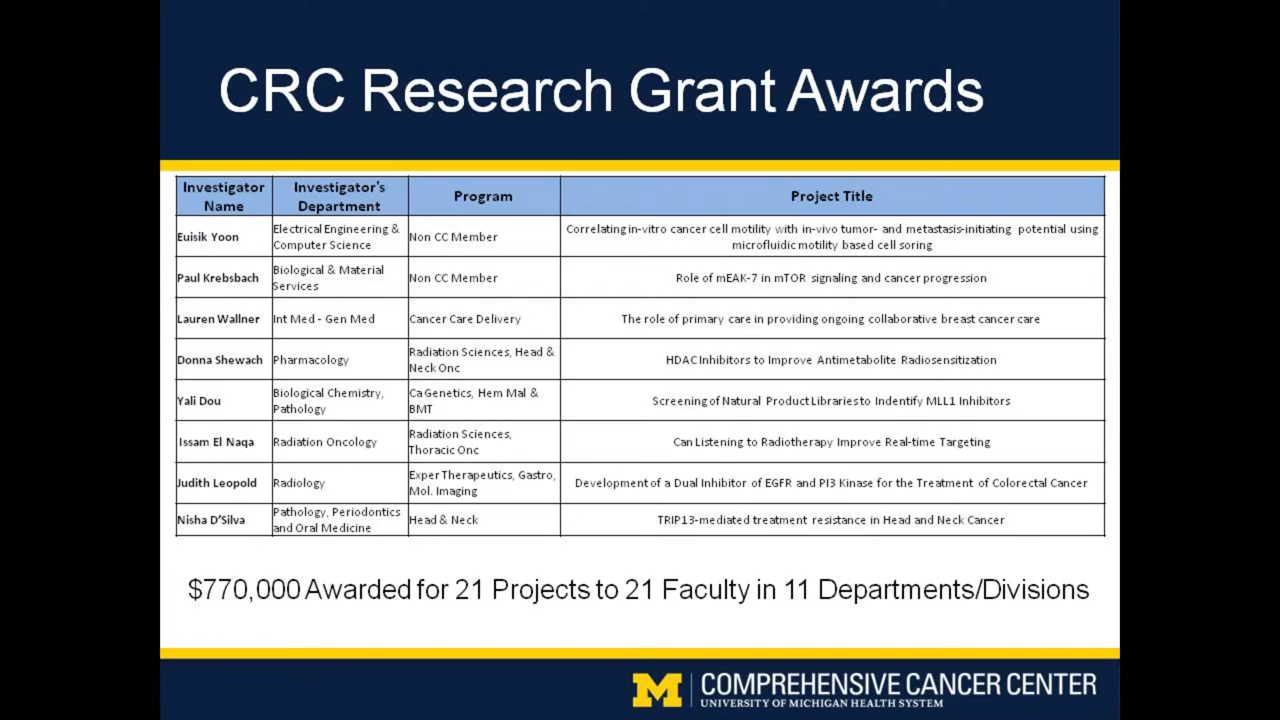 CRC Research Grant Awards
Investigator Name
Investigator's Department
Program
Project Title
Euisik Yoon
Electrical Engineering &
Computer Science
Non CC Member
Correlating in-vitro cancer cell motility with in-vivo tumor- and metastasis-initiating potential using
microfluidic motility based cell soring
Paul Krebsbach
Biological & Material
Services
Non CC Member
Role of mEAK-7 in mTOR signaling and cancer progression
Lauren Wallner
Int Med - Gen Med
Cancer Care Delivery
The role of primary care in providing ongoing collaborative breast cancer care
Donna Shewach
Pharmacology
Radiation Sciences, Head &
Neck Onc
HDAC Inhibitors to Improve Antimetabolite Radiosensitization
Yali Dou
Biological Chemistry,
Pathology
Ca Genetics, Hem Mal &
BMT
Screening of Natural Product Libraries to Indentify MLL1 Inhibitors
Issam El Naqa
Radiation Oncology
Radiation Sciences,
Thoracic Onc
Can Listening to Radiotherapy Improve Real-time Targeting
Judith Leopold
Radiology
Exper Therapeutics, Gastro,
Mol. Imaging
Development of a Dual Inhibitor of EGFR and PI3 Kinase for the Treatment of Colorectal Cancer
Nisha D'Silva
Pathology, Periodontics
and Oral Medicine
Head & Neck
TRIP13-mediated treatment resistance in Head and Neck Cancer
$770,000 Awarded for 21 Projects to 21 Faculty in 11 Departments/Divisions
M COMPREHENSIVE CANCER CENTER
UNIVERSITY OF MICHIGAN HEALTH SYSTEM